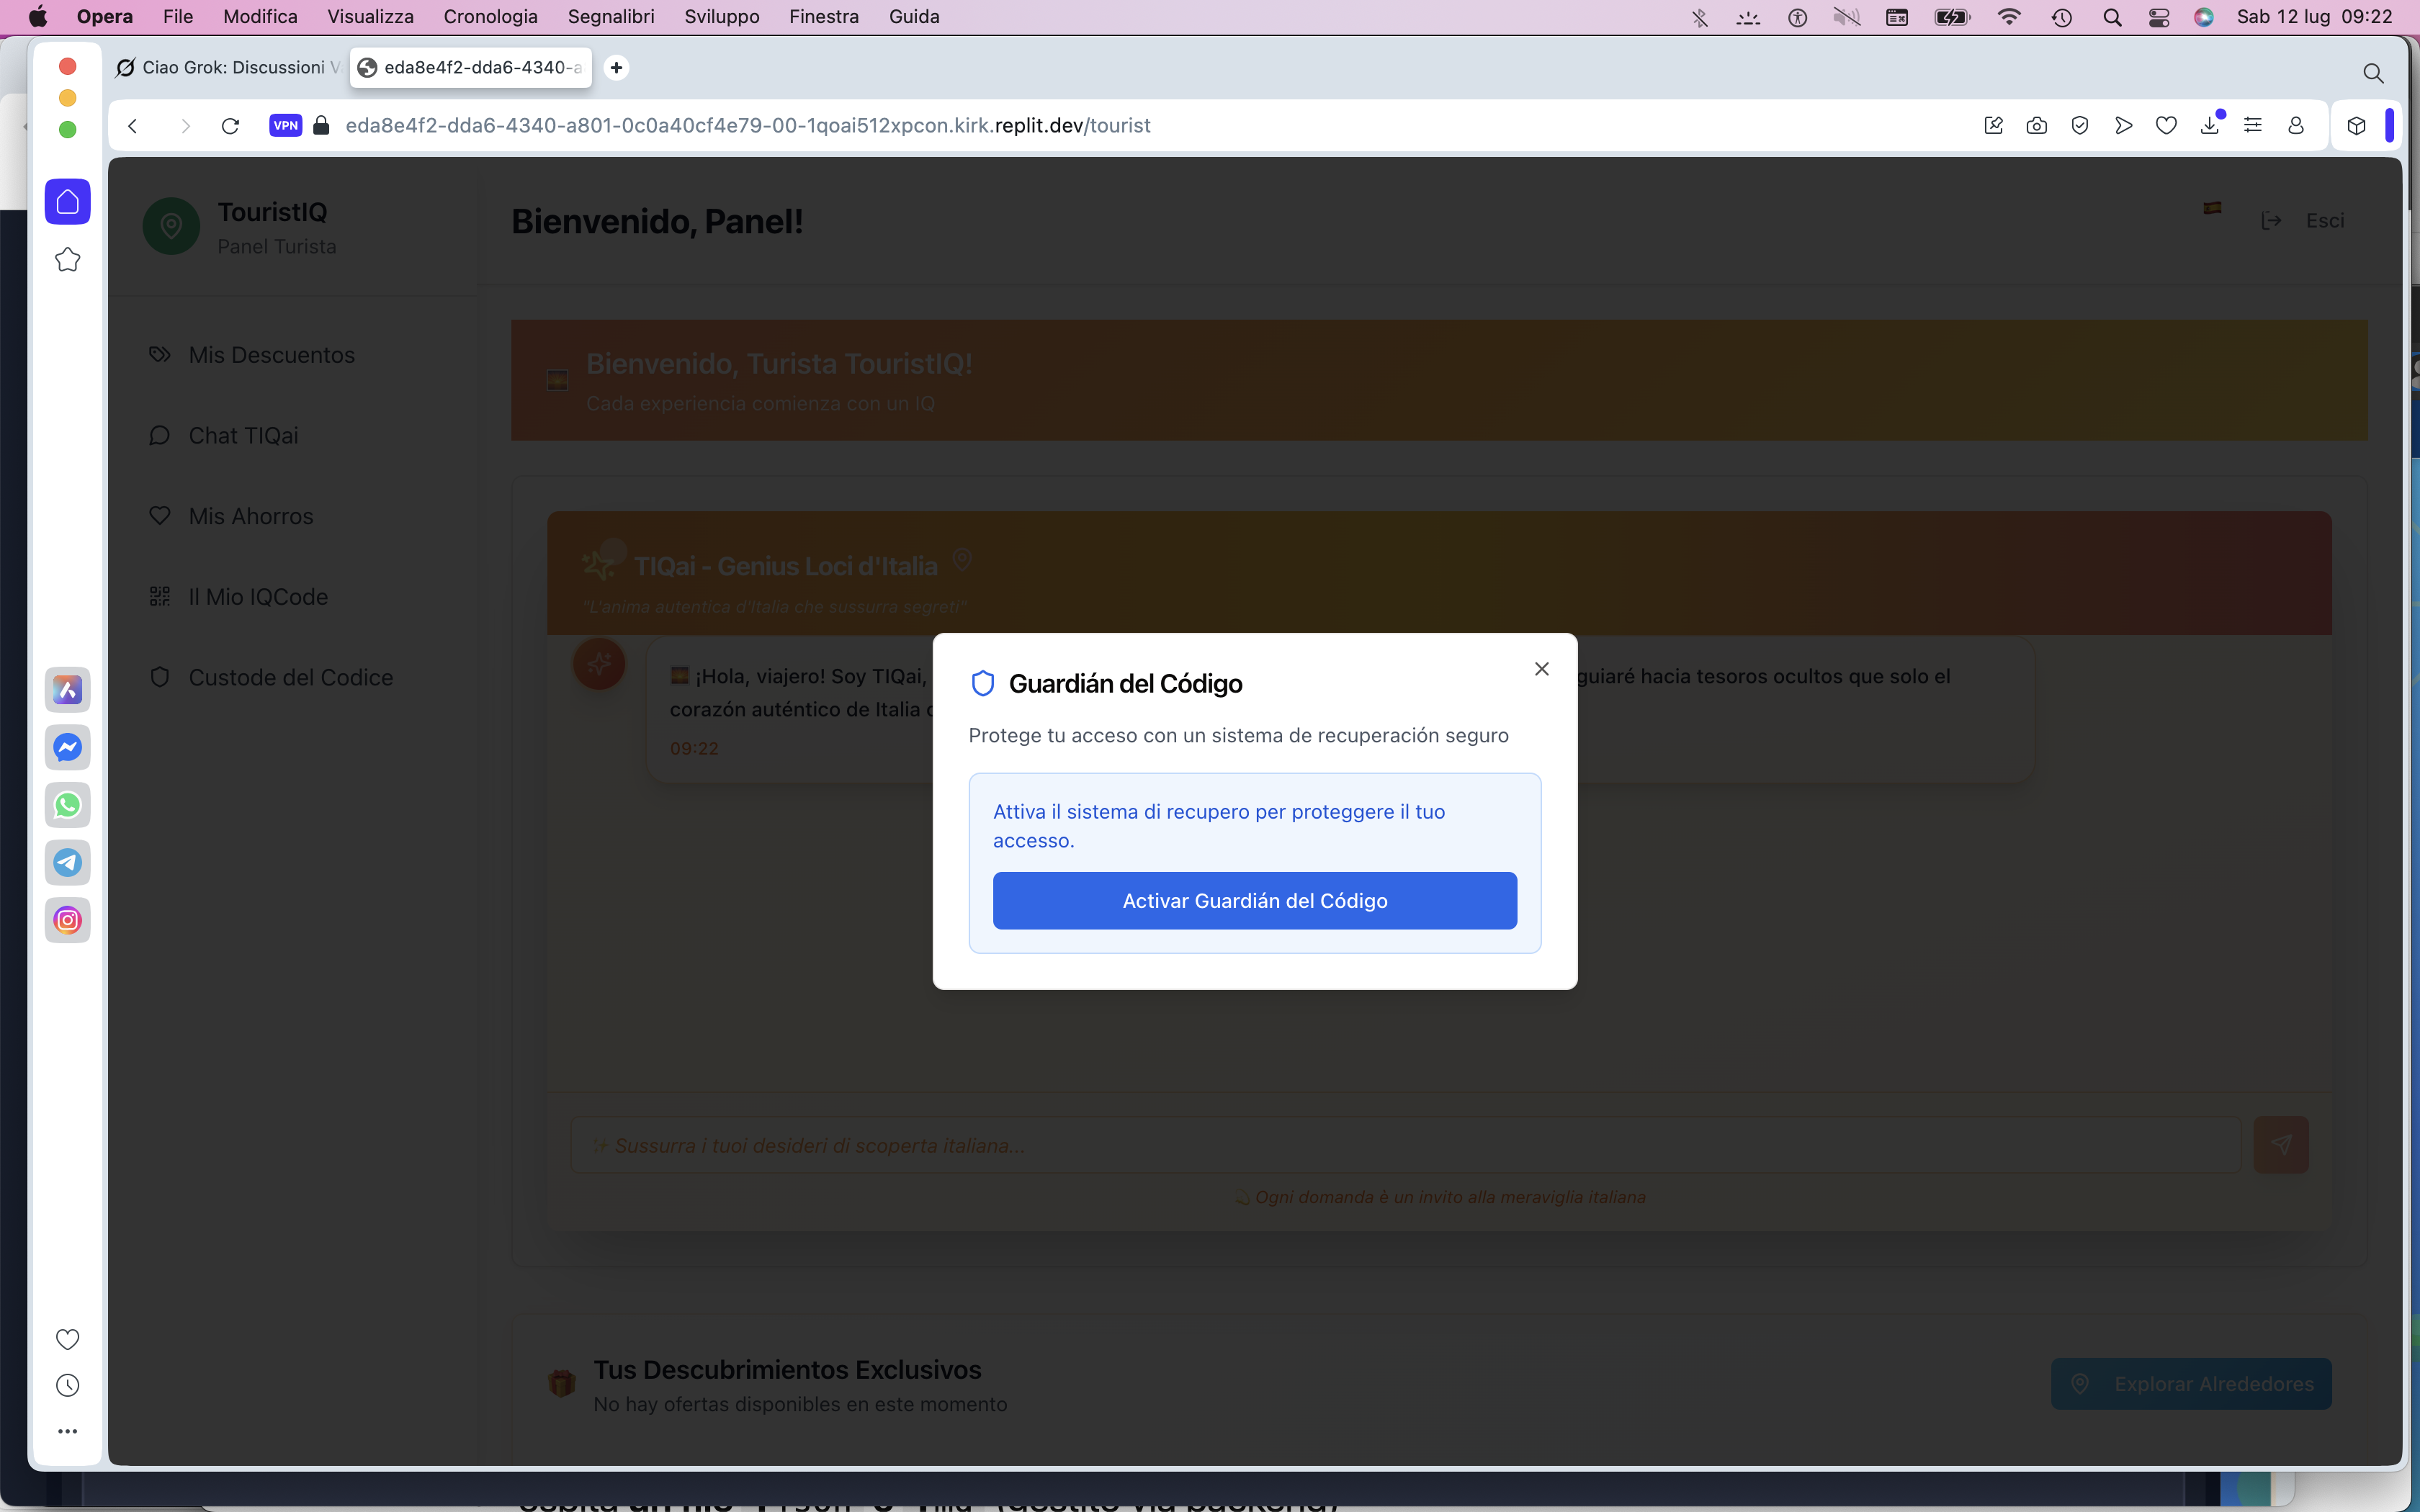 Opera File Modifica Visualizza Cronologia Segnalibri Sviluppo Finestra Guida
Sab 12 lug 09:22
Ciao Grok: Discussioni
eda8e4f2-dda6-4340-a
VPN
eda8e4f2-dda6-4340-a801-0c0a40cf4e79-00-1qoai512xpcon.kirk.replit.dev/tourist
TouristIQ
Panel Turista
Bienvenido, Panel!
Esci
Mis Descuentos
Chat TIQai
Mis Ahorros
Il Mio IQCode
Custode del Codice
Bienvenido, Turista TouristIQ!
Cada experiencia comienza con un IQ
TIQai - Genius Loci d'Italia
"L'anima autentica d'Italia che sussurra segreti"
¡Hola, viajero! Soy TIQai,
guiaré hacia tesoros ocultos que solo el
corazón auténtico de Italia
09:22
Guardián del Código
Protege tu acceso con un sistema de recuperación seguro
Attiva il sistema di recupero per proteggere il tuo
accesso.
Activar Guardián del Código
Sussurra i tuoi desideri di scoperta italiana...
Ogni domanda è un invito alla meraviglia italiana
Tus Descubrimientos Exclusivos
No hay ofertas disponibles en este momento
Explorar Alrededores